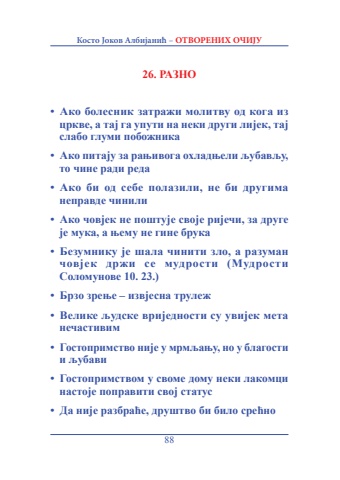 Косто Јоков Албијанић – ОТВОРЕНИХ ОЧИЈУ
26. РАЗНО
• Ако болесник затражи молитву од кога из
цркве, а тај га упути на неки други лијек, тај
слабо глуми побожника
• Ако питају за рањивога охладњели љубављу,
то чине ради реда
• Ако би од себе полазили, не би другима
неправде чинили
• Ако човјек не поштује своје ријечи, за друге
је мука, а њему не гине брука
• Безумнику је шала чинити зло, а разуман
човјек држи се мудрости (Мудрости
Соломунове 10. 23.)
• Брзо зрење – извјесна трулеж
• Велике људске вриједности су увијек мета
нечастивим
• Гостопримство није у мрмљању, но у благости
и љубави
• Гостопримством у своме дому неки лакомци
настоје поправити свој статус
• Да није разбраће, друштво би било срећно
88